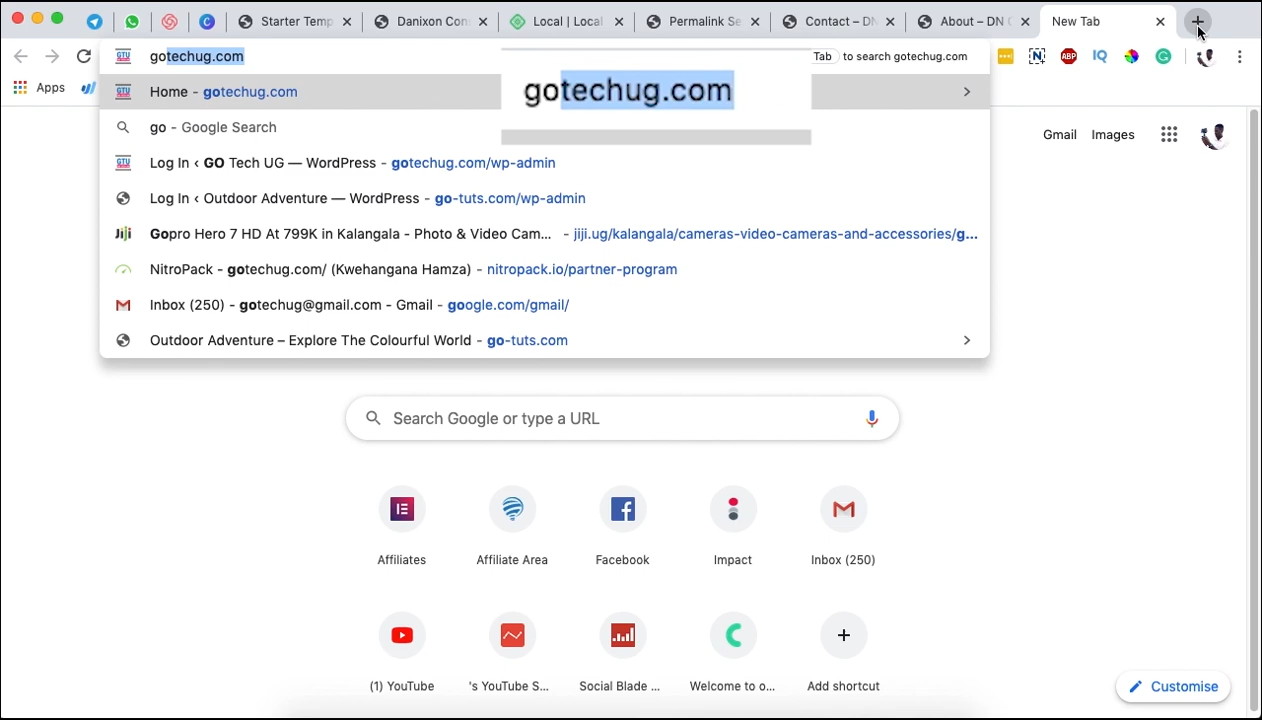 Starter Temp
Danixon Con
Local | Local
Permalink Se
Contact – DN
About – DN C
New Tab
gotechug.com
Tab to search gotechug.com
gotechug.com
Home - gotechug.com
go - Google Search
Log In ‹ GO Tech UG — WordPress - gotechug.com/wp-admin
Log In ‹ Outdoor Adventure — WordPress - go-tuts.com/wp-admin
Gopro Hero 7 HD At 799K in Kalangala - Photo & Video Cam... - jiji.ug/kalangala/cameras-video-cameras-and-accessories/g...
NitroPack - gotechug.com/ (Kwehangana Hamza) - nitropack.io/partner-program
Inbox (250) - gotechug@gmail.com - Gmail - google.com/gmail/
Outdoor Adventure – Explore The Colourful World - go-tuts.com
Apps
Gmail Images
Search Google or type a URL
Affiliates
Affiliate Area
Facebook
Impact
Inbox (250)
(1) YouTube
's YouTube S...
Social Blade ...
Welcome to o...
Add shortcut
Customise